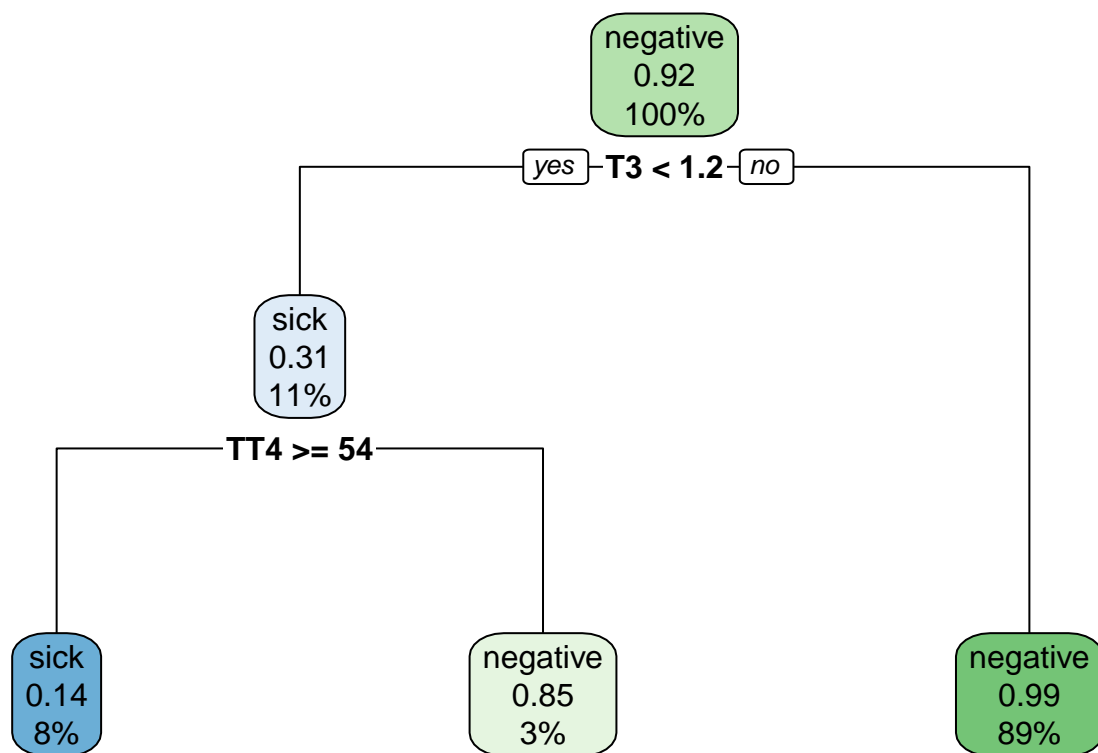 negative
0.92
100%
yes T3 < 1.2 no
sick
0.31
11%
TT4 >= 54
sick
0.14
8%
negative
0.85
3%
negative
0.99
89%